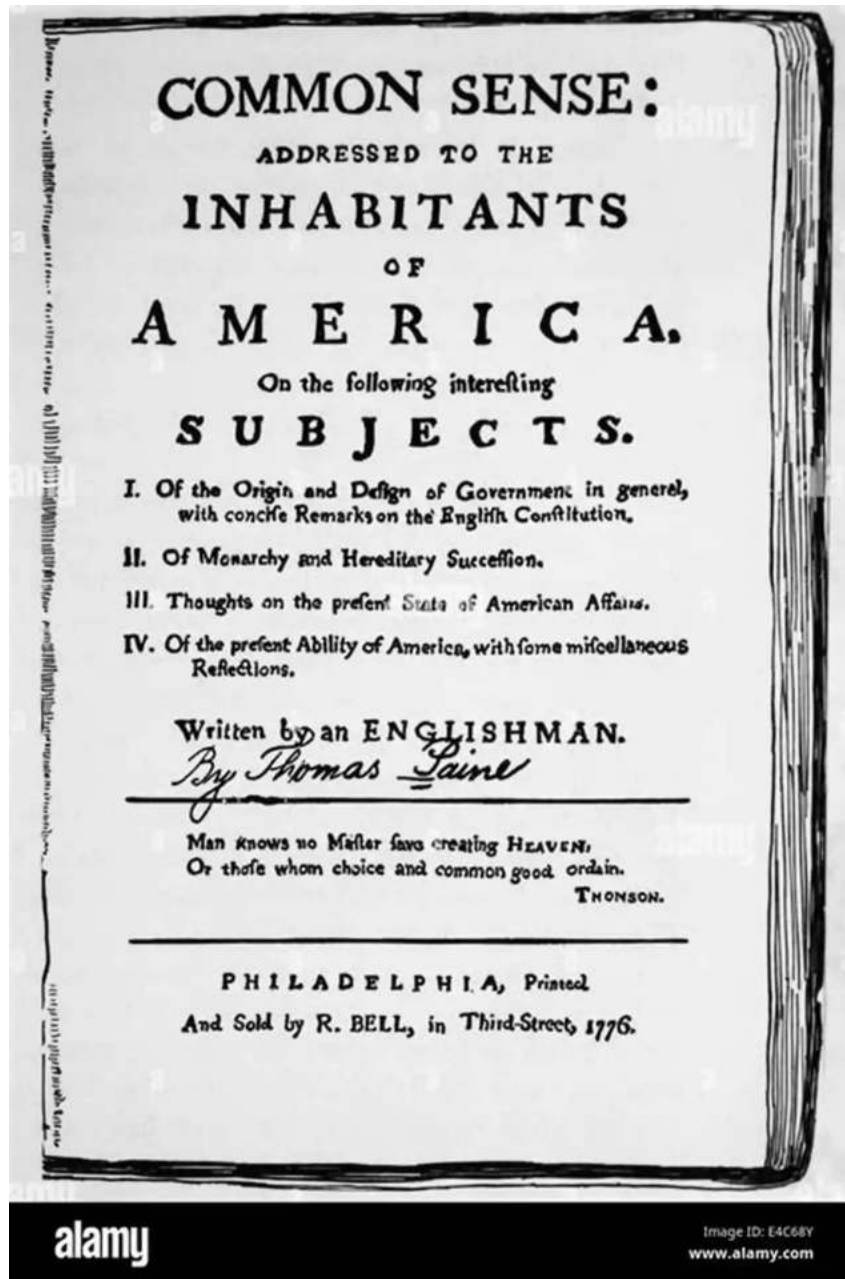 COMMON SENSE:
ADDRESSED TO THE
INHABITANTS
OF
AMERICA.
On the following intereſting
SUBJECTS.
I. Of the Origin and Deſign of Government in general,
with conciſe Remarks on the Engliſh Conſtitution.
II. Of Monarchy and Hereditary Succeſſion.
III. Thoughts on the preſent State of American Affairs.
IV. Of the preſent Ability of America, with ſome miſcellaneous
Reflections.
Written by an ENGLISHMAN.
By Thomas Paine
Man knows no Maſter ſave creating HEAVEN,
Or thoſe whom choice and common good ordain.
THONSON.
PHILADELPHIA, Printed
And Sold by R. BELL, in Third-Street, 1776.
alamy
Image ID: E4C68Y
www.alamy.com